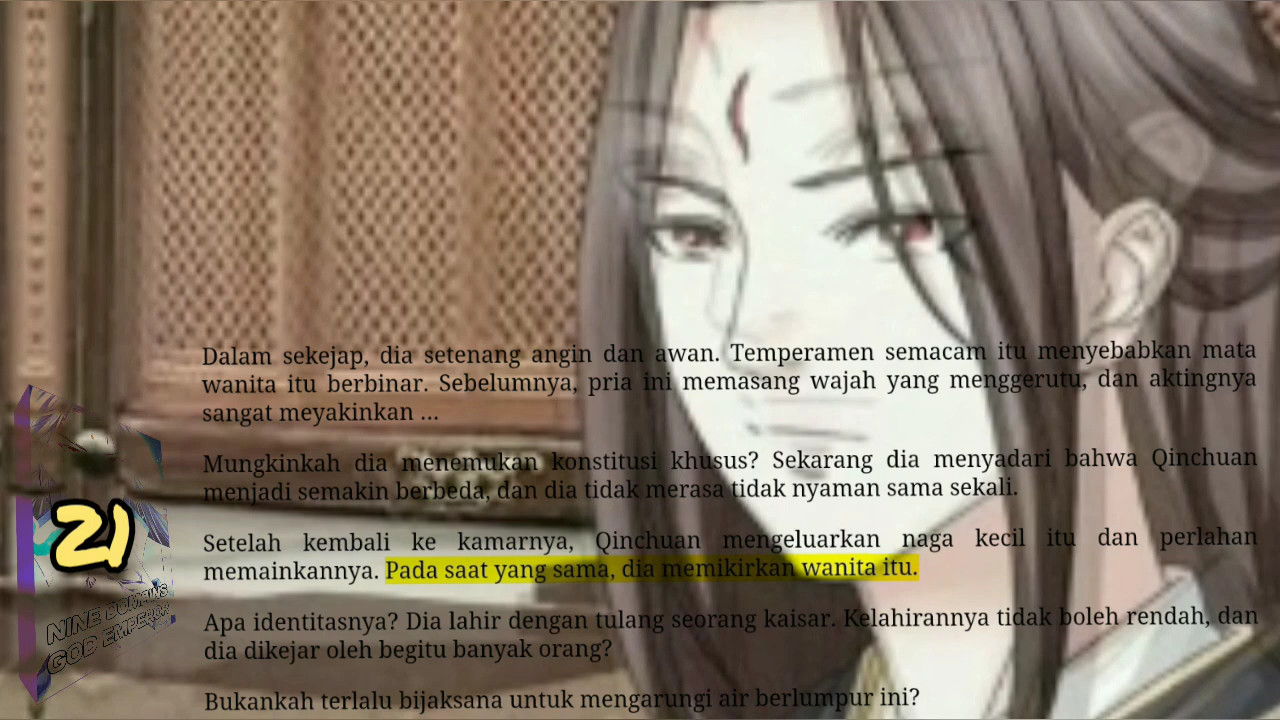 Dalam sekejap, dia setenang angin dan awan. Temperamen semacam itu menyebabkan mata
wanita itu berbinar. Sebelumnya, pria ini memasang wajah yang menggerutu, dan aktingnya
sangat meyakinkan ...
Mungkinkah dia menemukan konstitusi khusus? Sekarang dia menyadari bahwa Qinchuan
menjadi semakin berbeda, dan dia tidak merasa tidak nyaman sama sekali.
Setelah kembali ke kamarnya, Qinchuan mengeluarkan naga kecil itu dan perlahan
memainkannya. Pada saat yang sama, dia memikirkan wanita itu.
Apa identitasnya? Dia lahir dengan tulang seorang kaisar. Kelahirannya tidak boleh rendah, dan
dia dikejar oleh begitu banyak orang?
Bukankah terlalu bijaksana untuk mengarungi air berlumpur ini?
21
NINE DOMAINS
GOD EMPEROR